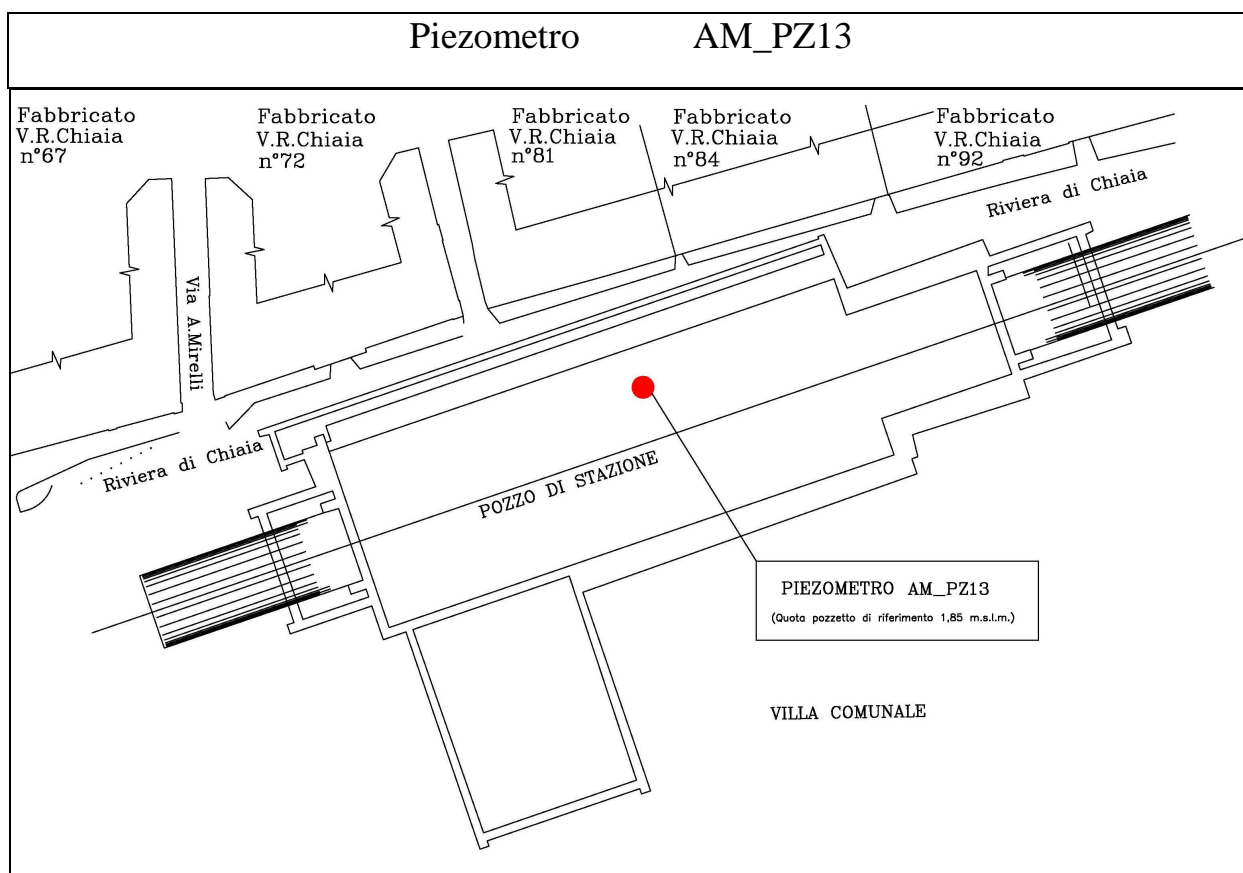 Piezometro AM_PZ13
Fabbricato
V.R.Chiaia
n°67
Fabbricato
V.R.Chiaia
n°72
Fabbricato
V.R.Chiaia
n°81
Fabbricato
V.R.Chiaia
n°84
Fabbricato
V.R.Chiaia
n°92
Riviera di Chiaia
Via A.Mirelli
Riviera di Chiaia
POZZO DI STAZIONE
PIEZOMETRO AM_PZ13
(Quota pozzetto di riferimento 1,85 m.s.l.m.)
VILLA COMUNALE